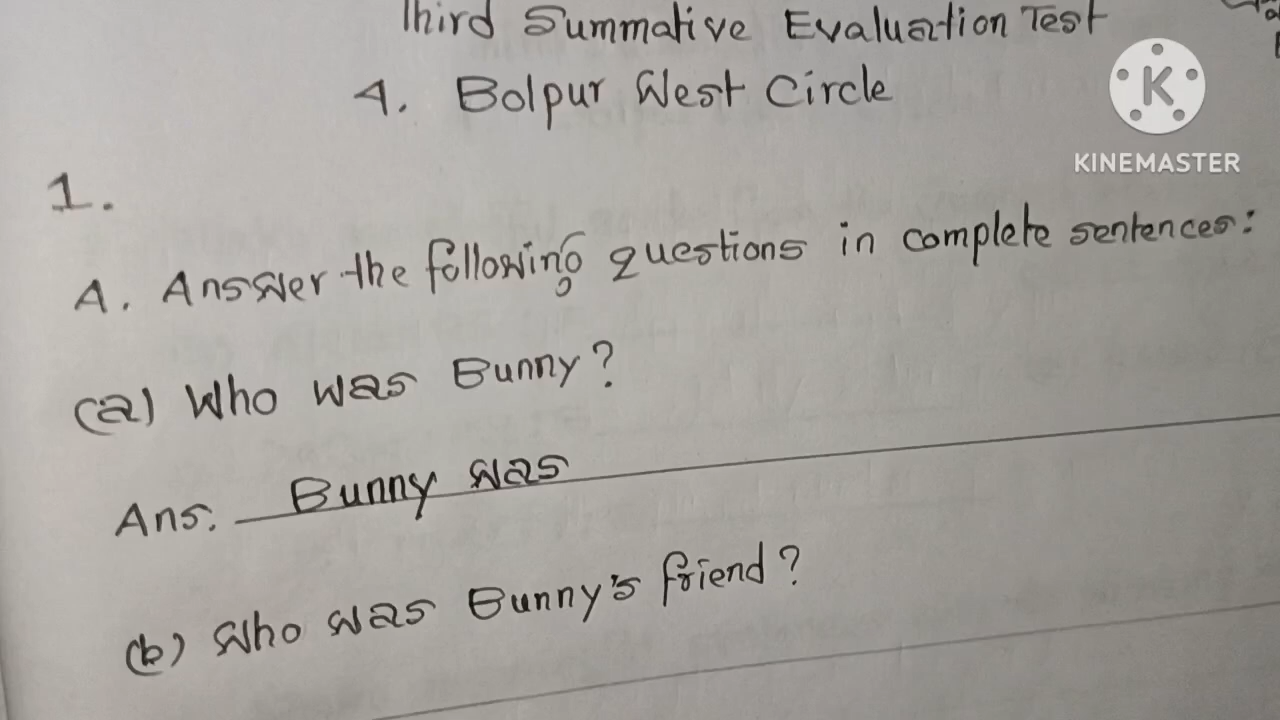 Third Summative Evaluation Test
4. Bolpur West Circle
KINEMASTER
1.
A. Answer the following questions in complete sentences:
(a) Who was Bunny?
Ans. Bunny was
(b) Who was Bunny's friend?